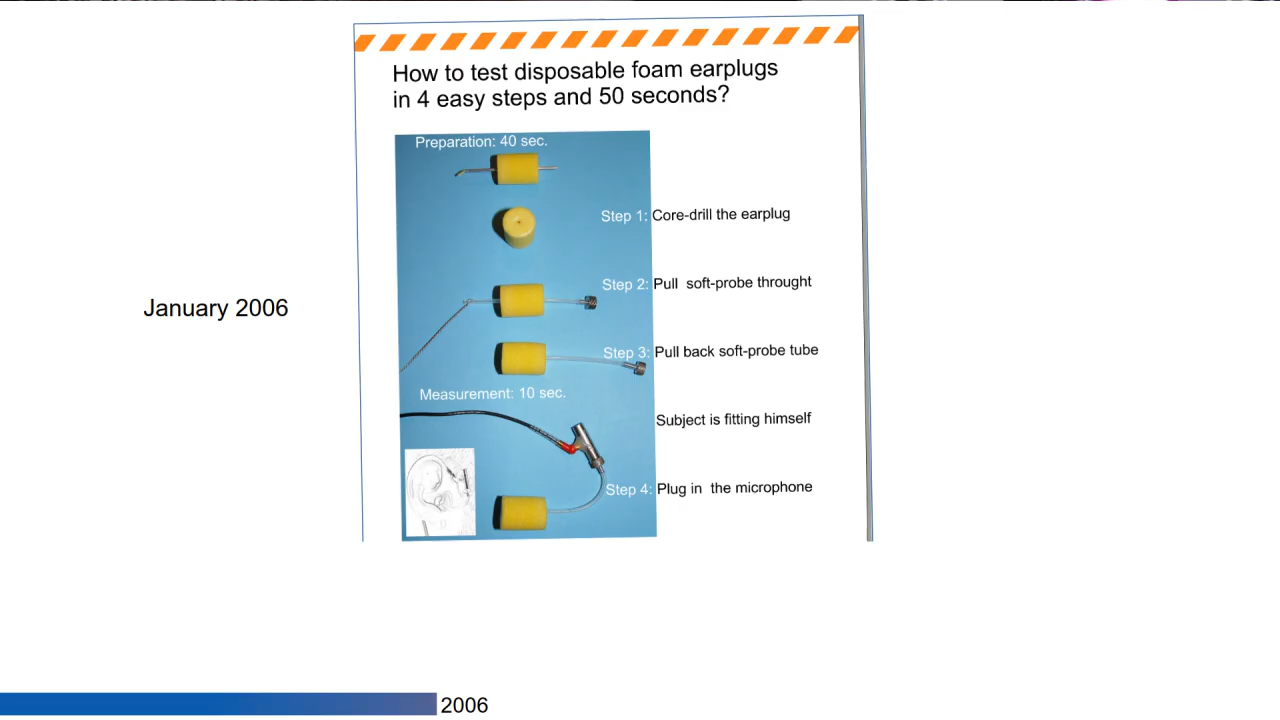 How to test disposable foam earplugs
in 4 easy steps and 50 seconds?
Preparation: 40 sec.
Step 1: Core-drill the earplug
Step 2: Pull soft-probe throught
January 2006
Step 3: Pull back soft-probe tube
Measurement: 10 sec.
Subject is fitting himself
Step 4: Plug in the microphone
2006